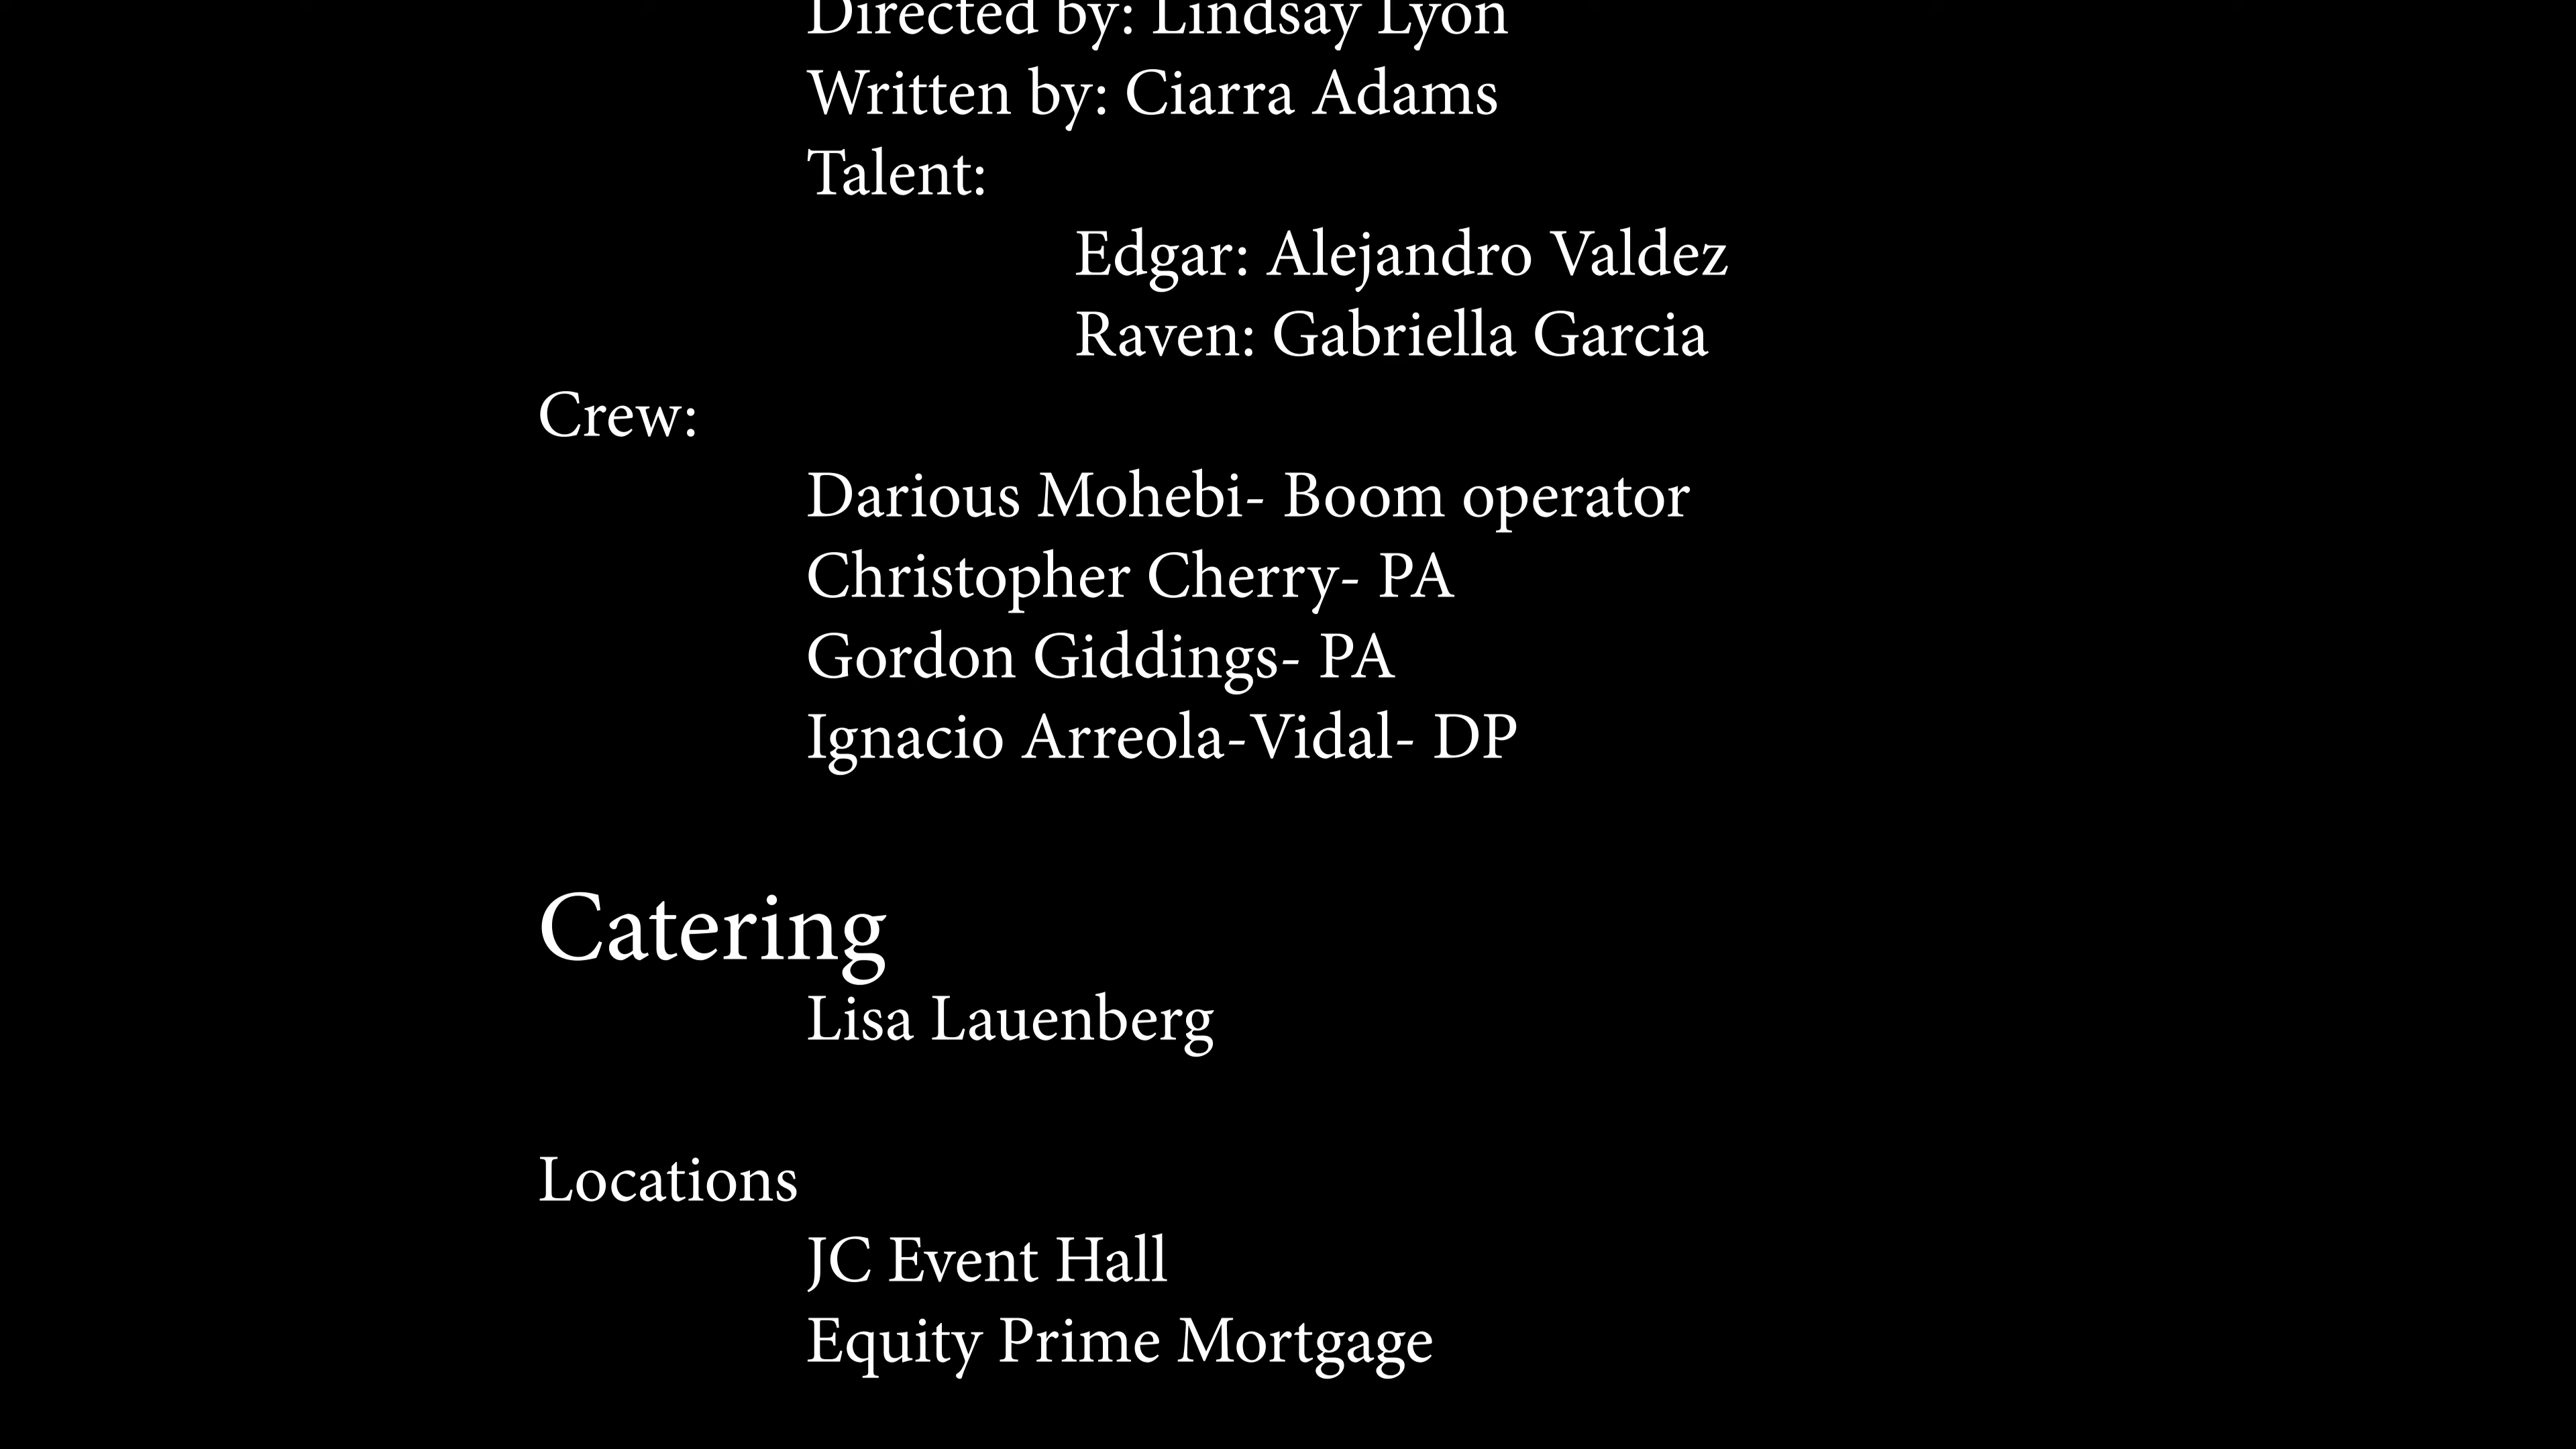 Directed by: Lindsay Lyon
Written by: Ciarra Adams
Talent:
Edgar: Alejandro Valdez
Raven: Gabriella Garcia
Crew:
Darious Mohebi- Boom operator
Christopher Cherry- PA
Gordon Giddings- PA
Ignacio Arreola-Vidal- DP
Catering
Lisa Lauenberg
Locations
JC Event Hall
Equity Prime Mortgage